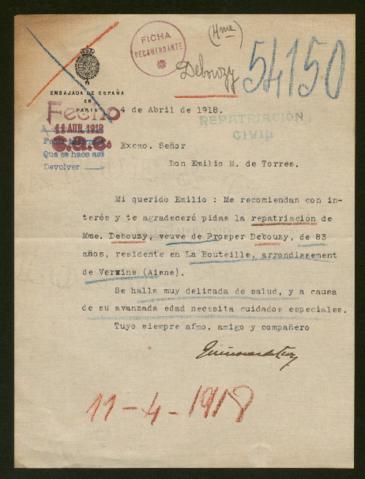 FICHA
RECOMENDANTE
(4me)
Debouzy
54150
EMBAJADA DE ESPAÑA
EN
PARIS
4 de Abril de 1918.
Fecho
11 ABR. 1918
REPATRIACIÓN
CIVIL
Que se hace
Devolver
Excmo. Señor
Don Emilio M. de Torres.
Mi querido Emilio : Me recomiendan con in-
terés y te agradeceré pidas la repatriación de
Mme. Debouzy, veuve de Prosper Debouzy, de 83
años, residente en La Bouteille, arrondissement
de Vervins (Aisne).
Se halla muy delicada de salud, y a causa
de su avanzada edad necesita cuidados especiales.
Tuyo siempre afmo. amigo y compañero
11-4-1918